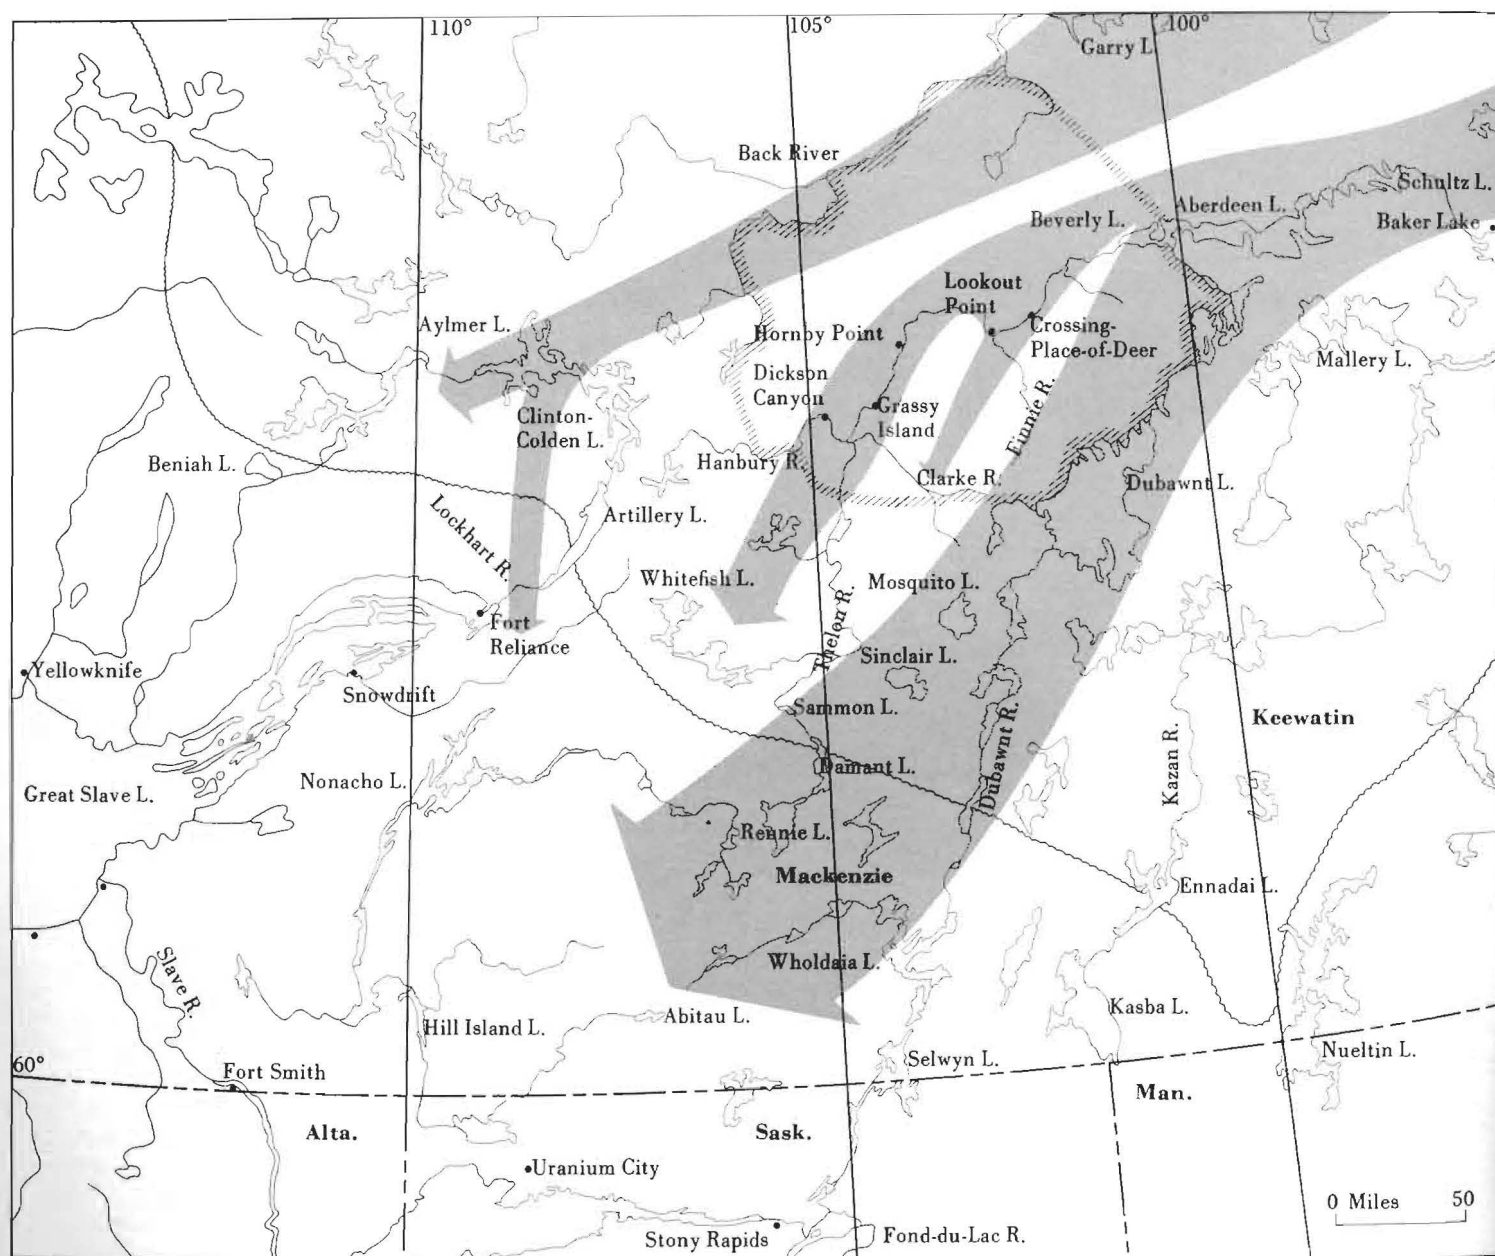 110°
105°
100°
Garry L.
Back River
Schultz L.
Aberdeen L.
Beverly L.
Baker Lake
Lookout
Point
Aylmer L.
Hornby Point
Crossing-
Place-of-Deer
Mallery L.
Dickson
Canyon
Grassy
Island
Clinton-
Colden L.
Finnie R.
Beniah L.
Hanbury R.
Clarke R.
Dubawnt L.
Lockhart R.
Artillery L.
Whitefish L.
Mosquito L.
Fort
Reliance
Thelon R.
Sinclair L.
Yellowknife
Snowdrift
Sammon L.
Dubawnt R.
Keewatin
Kazan R.
Damant L.
Nonacho L.
Great Slave L.
Rennie L.
Mackenzie
Ennadai L.
Slave R.
Wholdaia L.
Abitau L.
Kasba L.
Hill Island L.
Selwyn L.
Nueltin L.
60°
Fort Smith
Man.
Alta.
Sask.
Uranium City
0 Miles 50
Stony Rapids
Fond-du-Lac R.